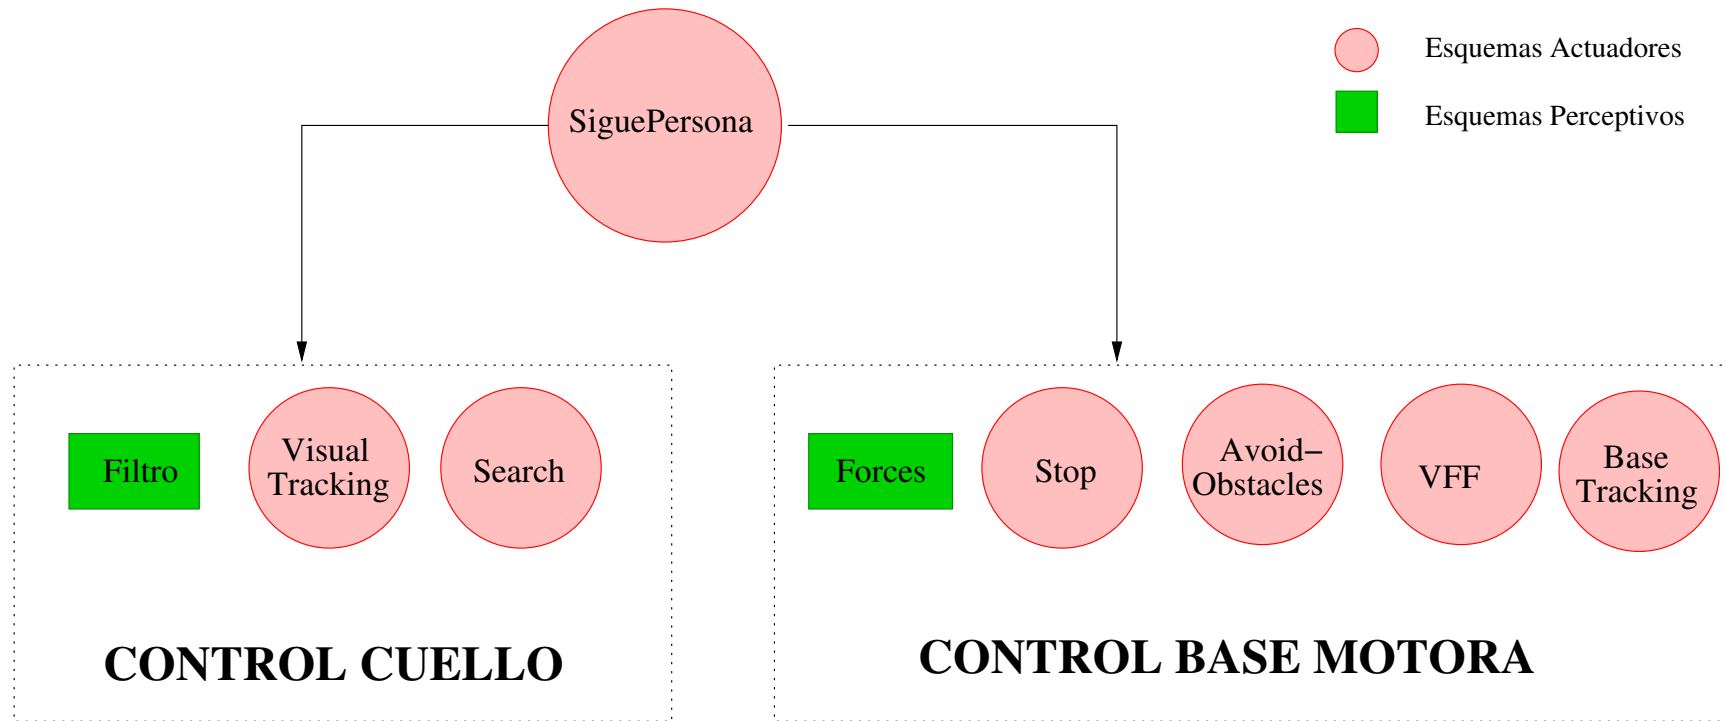 SiguePersona
Esquemas Actuadores
Esquemas Perceptivos
Filtro
Visual
Tracking
Search
Forces
Stop
Avoid−
Obstacles
VFF
Base
Tracking
CONTROL CUELLO
CONTROL BASE MOTORA